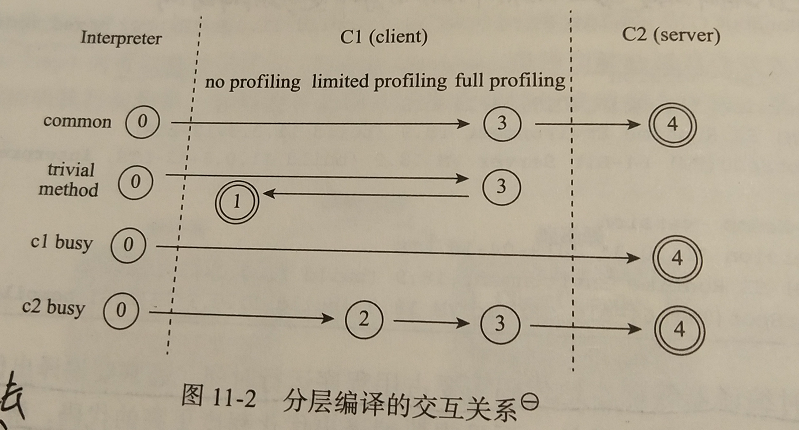 Interpreter C1 (client) C2 (server)
no profiling limited profiling full profiling
common 0 3 4
trivial
method 0 1 3
c1 busy 0 4
c2 busy 0 2 3 4
图 11-2 分层编译的交互关系㊀